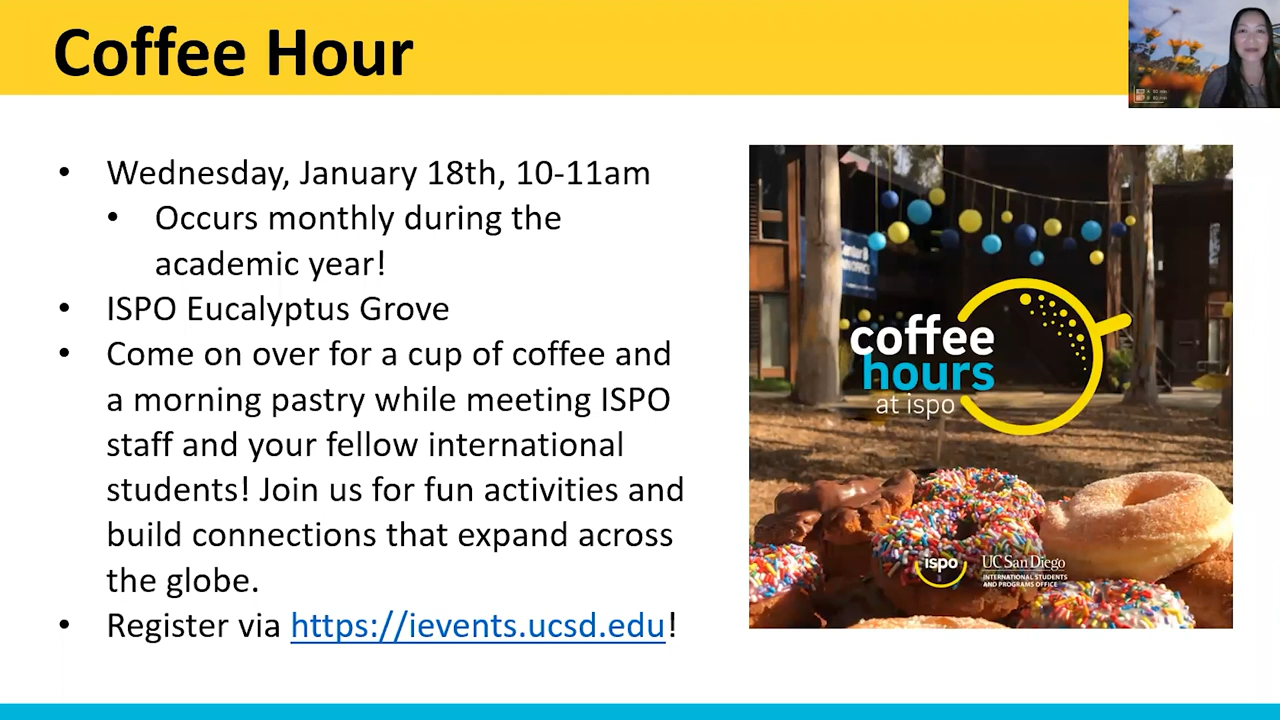 Coffee Hour
• Wednesday, January 18th, 10-11am
• Occurs monthly during the
academic year!
• ISPO Eucalyptus Grove
• Come on over for a cup of coffee and
a morning pastry while meeting ISPO
staff and your fellow international
students! Join us for fun activities and
build connections that expand across
the globe.
• Register via https://ievents.ucsd.edu!
coffee
hours
at ispo
ispo
UC San Diego
INTERNATIONAL STUDENTS
AND PROGRAMS OFFICE